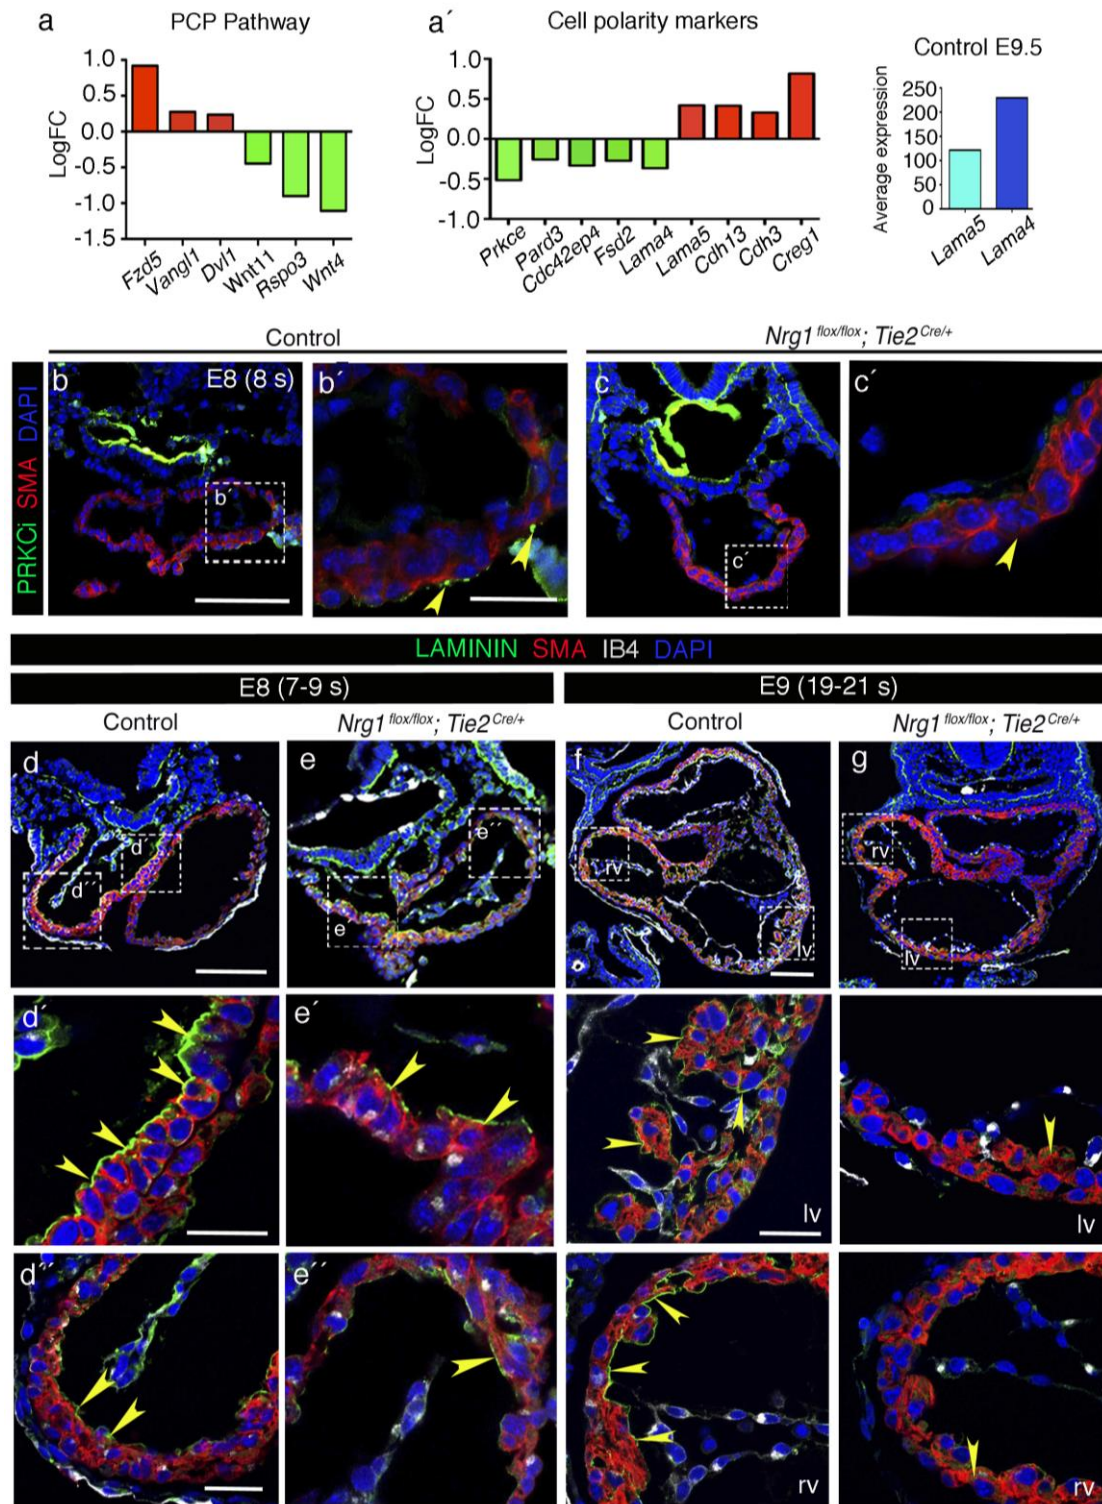 a
PCP Pathway
LogFC
1.0
0.5
0.0
-0.5
-1.0
-1.5
Fzd5
Vangl1
Dvl1
Wnt11
Rspo3
Wnt4
a´
Cell polarity markers
LogFC
1.0
0.5
0.0
-0.5
-1.0
Prkce
Pard3
Cdc42ep4
Fsd2
Lama4
Lama5
Cdh13
Cdh3
Creg1
Control E9.5
Average expression
250
200
150
100
50
0
Lama5
Lama4
Control
Nrg1 flox/flox; Tie2 Cre/+
PRKCi SMA DAPI
b
E8 (8 s)
b´
b´
c
c´
c´
LAMININ SMA IB4 DAPI
E8 (7-9 s)
E9 (19-21 s)
Control
Nrg1 flox/flox; Tie2 Cre/+
Control
Nrg1 flox/flox; Tie2 Cre/+
d
d´
d´´
e
e´´
e´
f
rv
lv
g
rv
lv
d´
e´
lv
lv
d´´
e´´
rv
rv